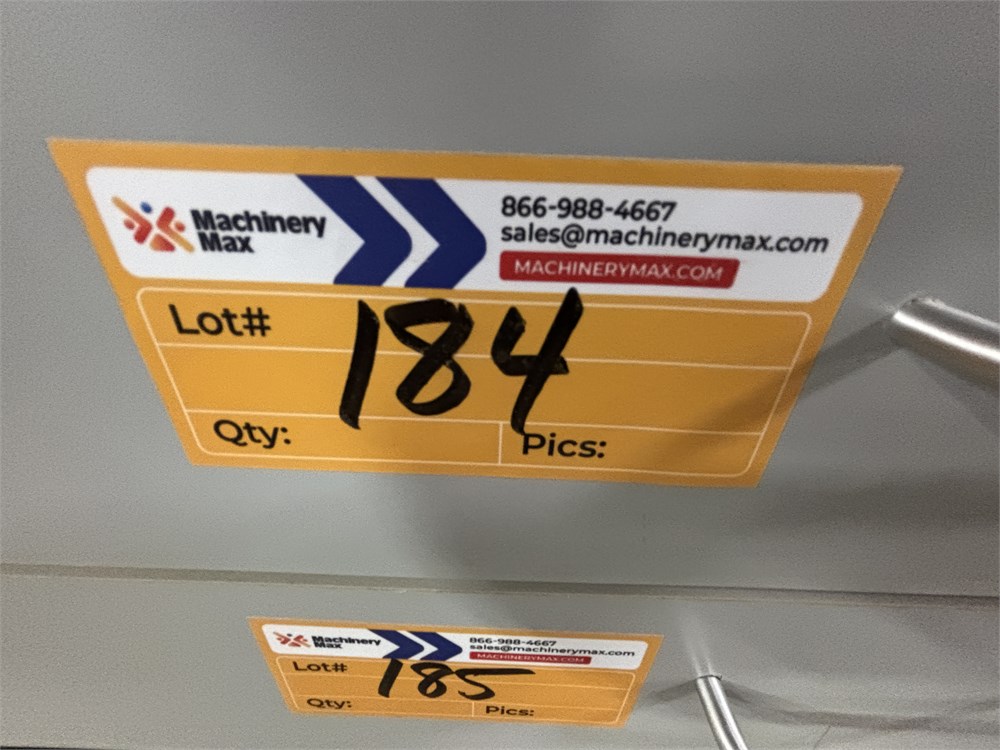 Machinery
Max
866-988-4667
sales@machinerymax.com
MACHINERYMAX.COM
Lot# 184
Qty:
Pics:
Machinery
Max
866-988-4667
sales@machinerymax.com
MACHINERYMAX.COM
Lot# 185
Qty:
Pics: